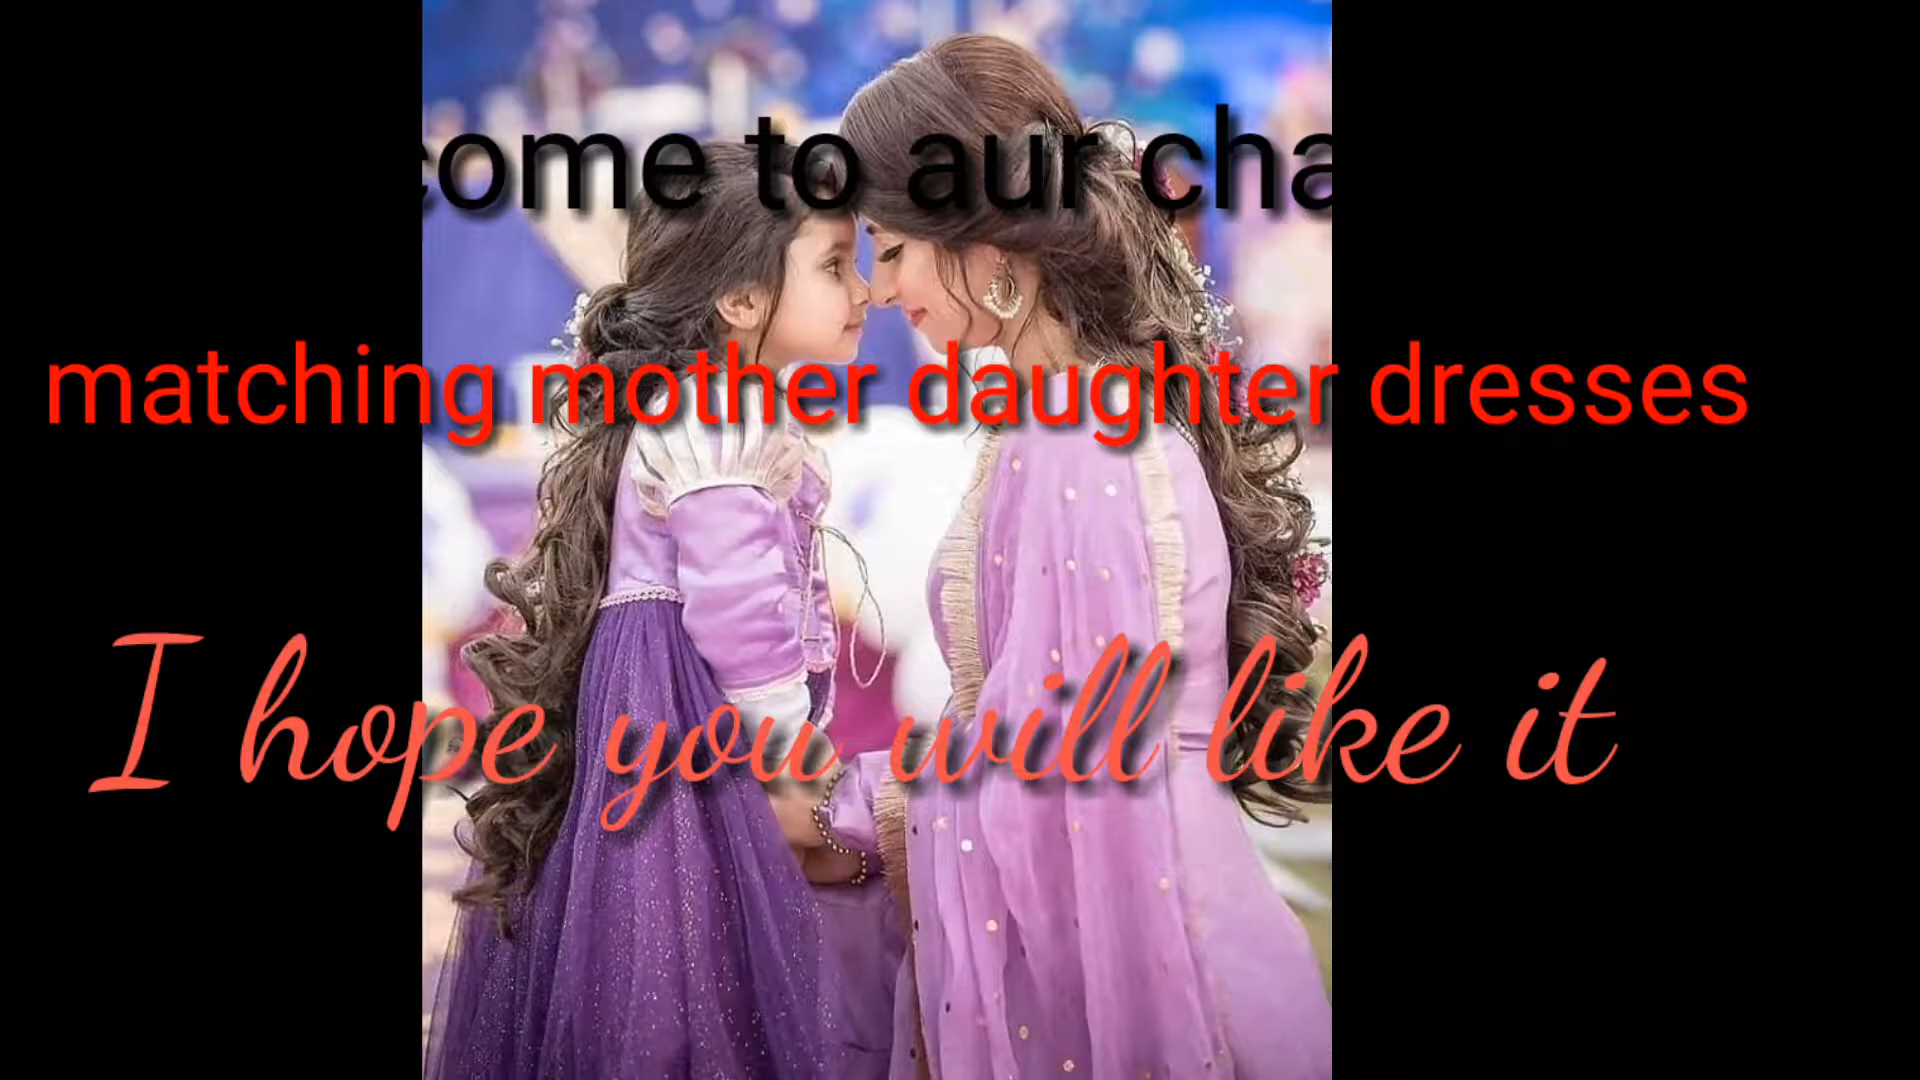 come to aur cha
matching mother daughter dresses
I hope you will like it